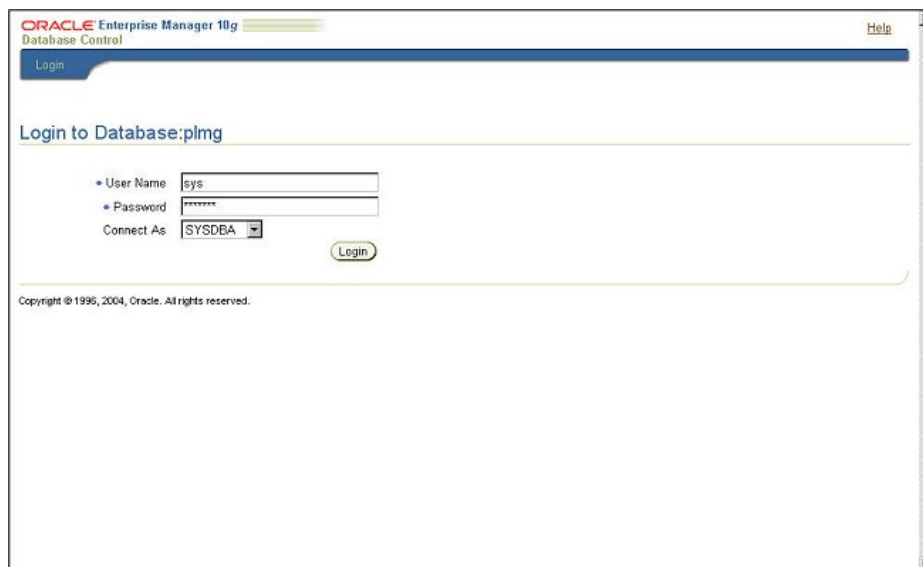 ORACLE Enterprise Manager 10g
Database Control
Help
Login
Login to Database:plmg
* User Name sys
* Password *******
Connect As SYSDBA
Login
Copyright © 1996, 2004, Oracle. All rights reserved.